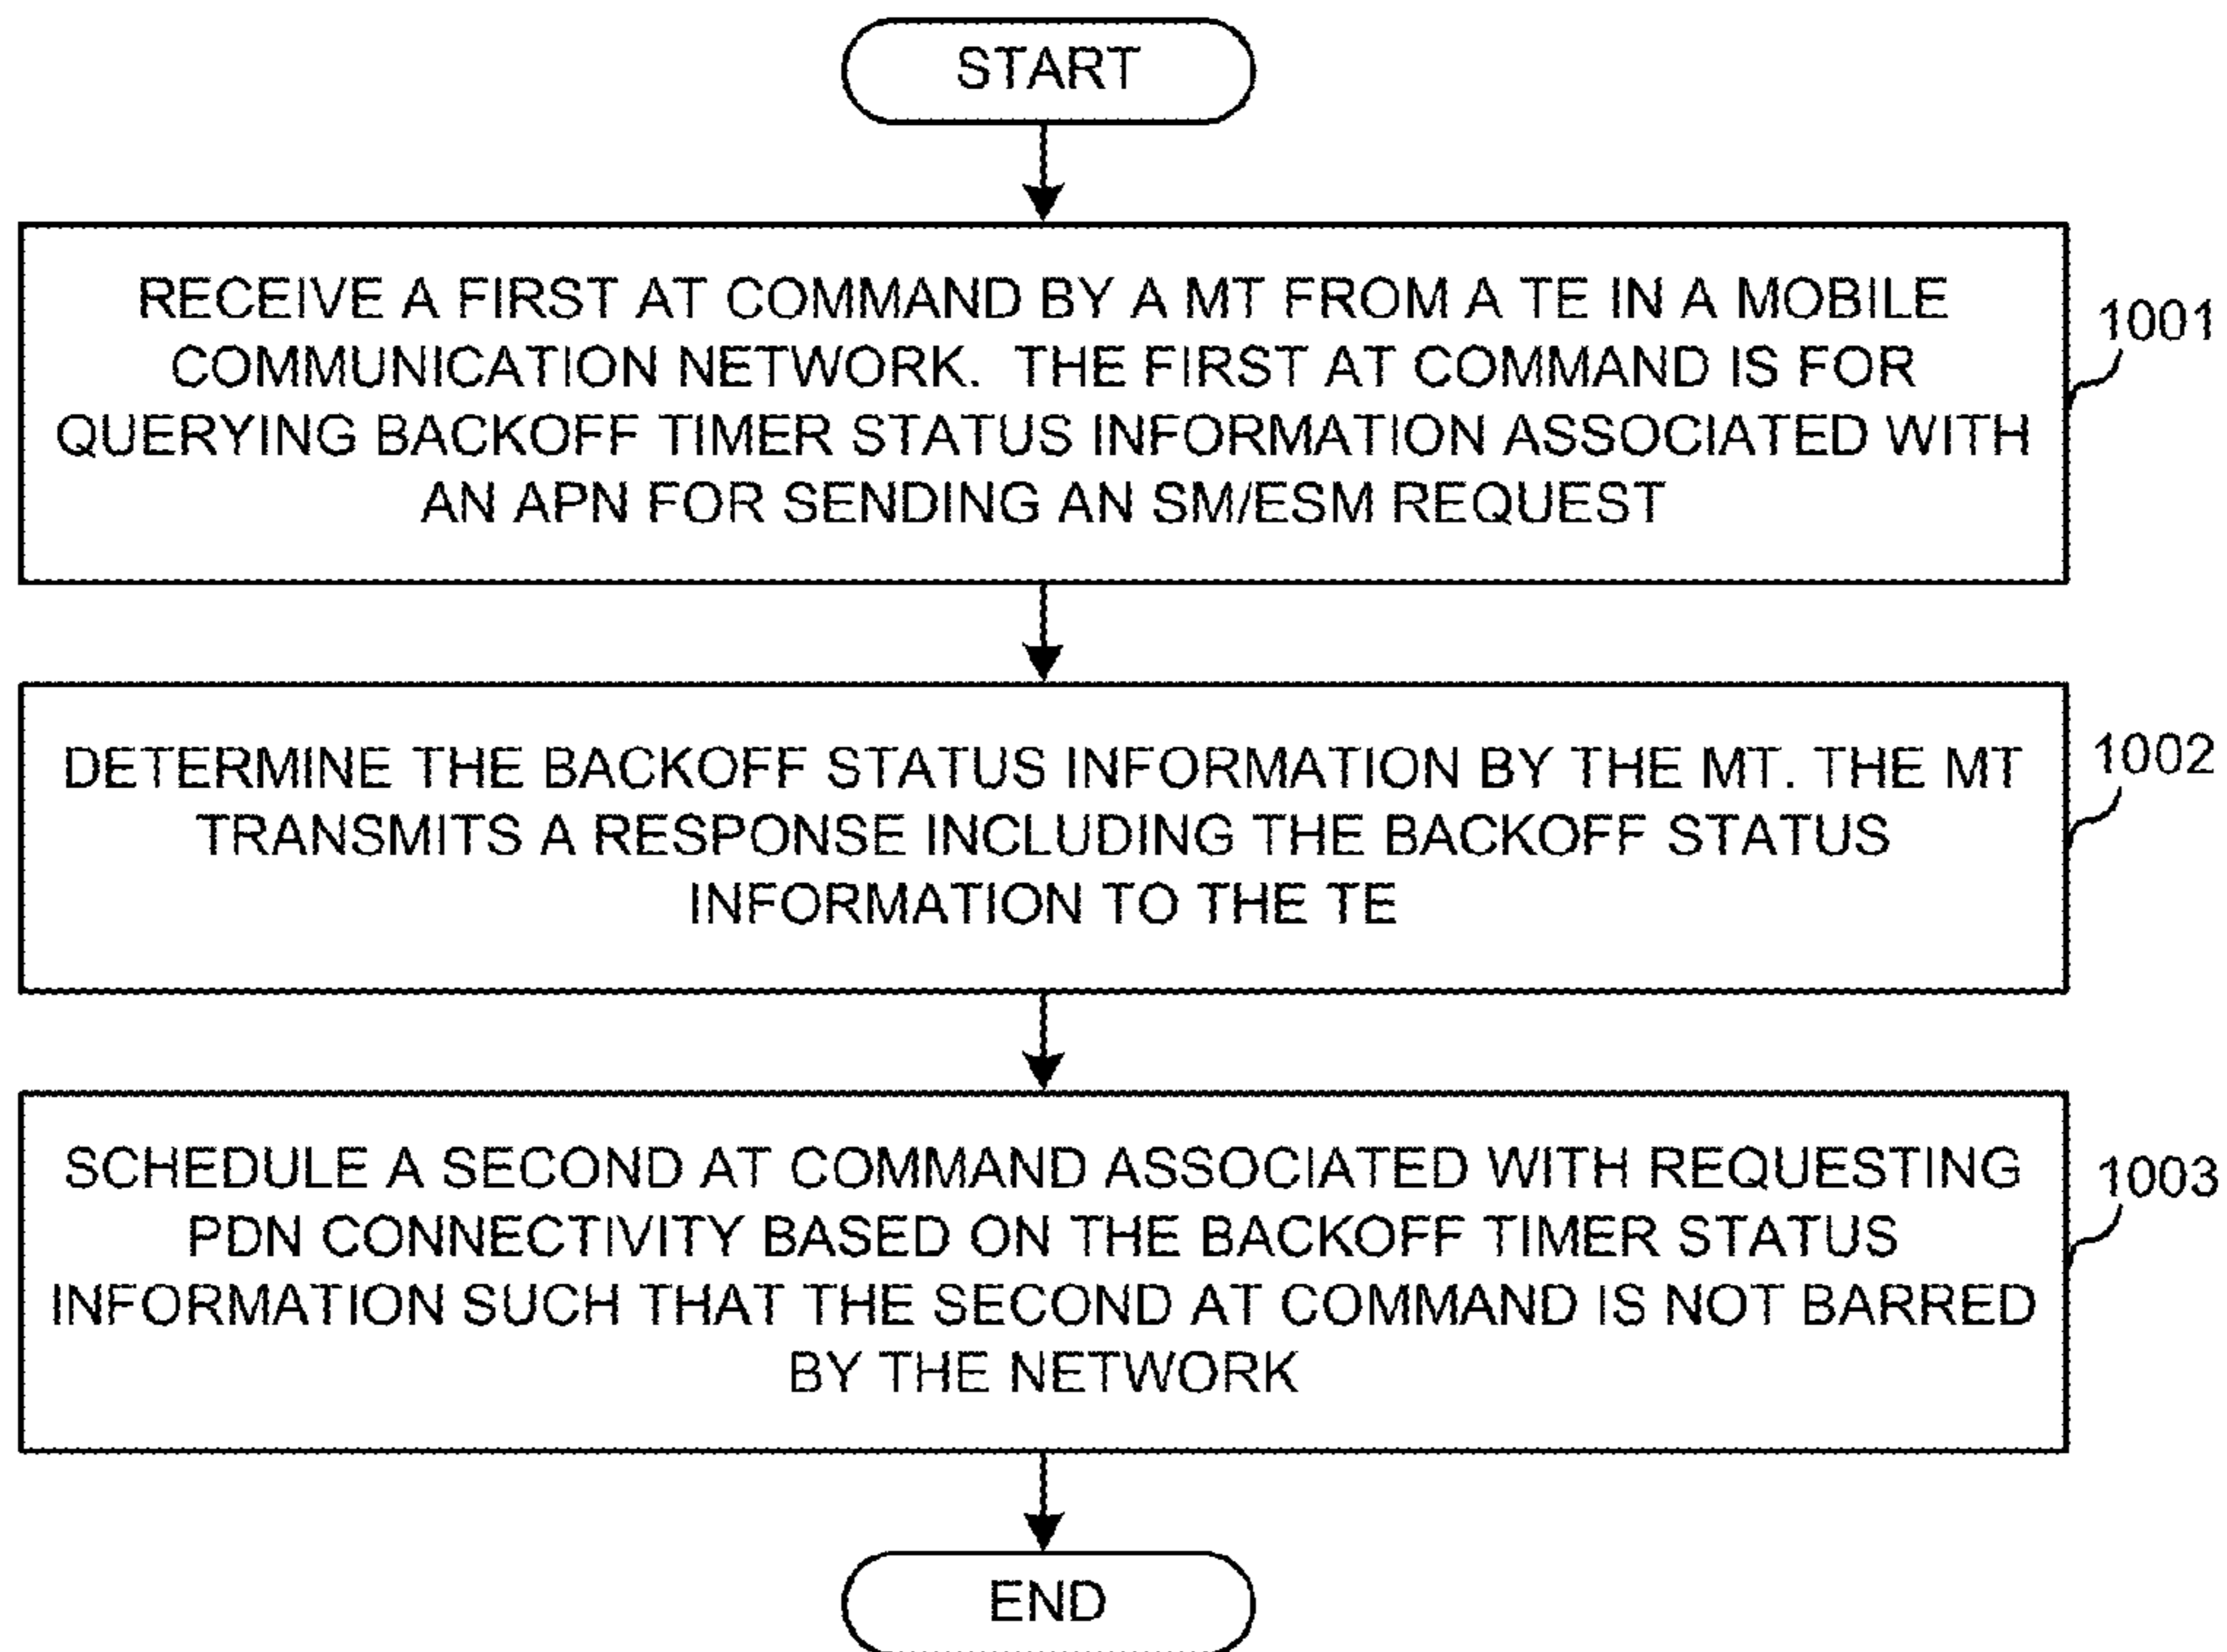 START
RECEIVE A FIRST AT COMMAND BY A MT FROM A TE IN A MOBILE
COMMUNICATION NETWORK. THE FIRST AT COMMAND IS FOR
QUERYING BACKOFF TIMER STATUS INFORMATION ASSOCIATED WITH
AN APN FOR SENDING AN SM/ESM REQUEST
1001
DETERMINE THE BACKOFF STATUS INFORMATION BY THE MT. THE MT
TRANSMITS A RESPONSE INCLUDING THE BACKOFF STATUS
INFORMATION TO THE TE
1002
SCHEDULE A SECOND AT COMMAND ASSOCIATED WITH REQUESTING
PDN CONNECTIVITY BASED ON THE BACKOFF TIMER STATUS
INFORMATION SUCH THAT THE SECOND AT COMMAND IS NOT BARRED
BY THE NETWORK
1003
END